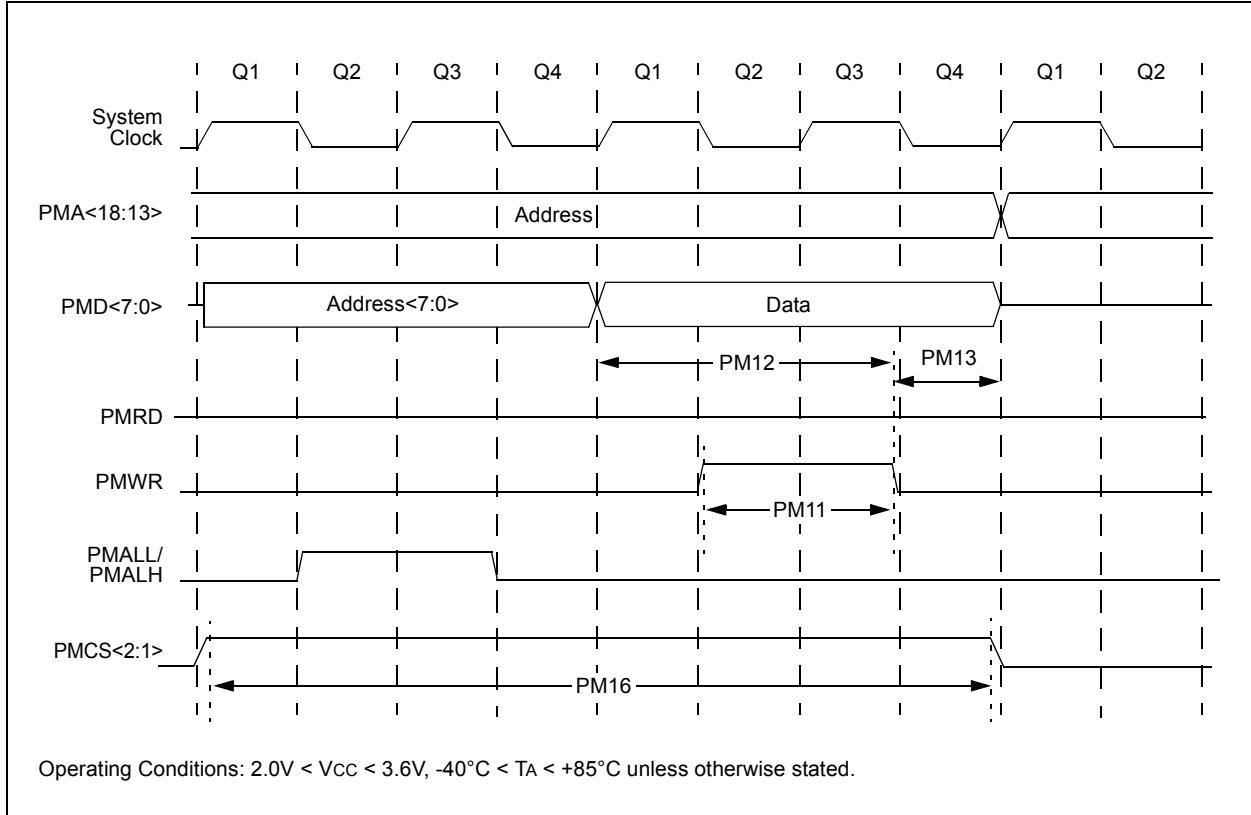 Q1 Q2 Q3 Q4 Q1 Q2 Q3 Q4 Q1 Q2
System
Clock
PMA<18:13>
Address
PMD<7:0>
Address<7:0>
Data
PM12
PM13
PMRD
PMWR
PM11
PMALL/
PMALH
PMCS<2:1>
PM16
Operating Conditions: 2.0V < VCC < 3.6V, -40°C < TA < +85°C unless otherwise stated.